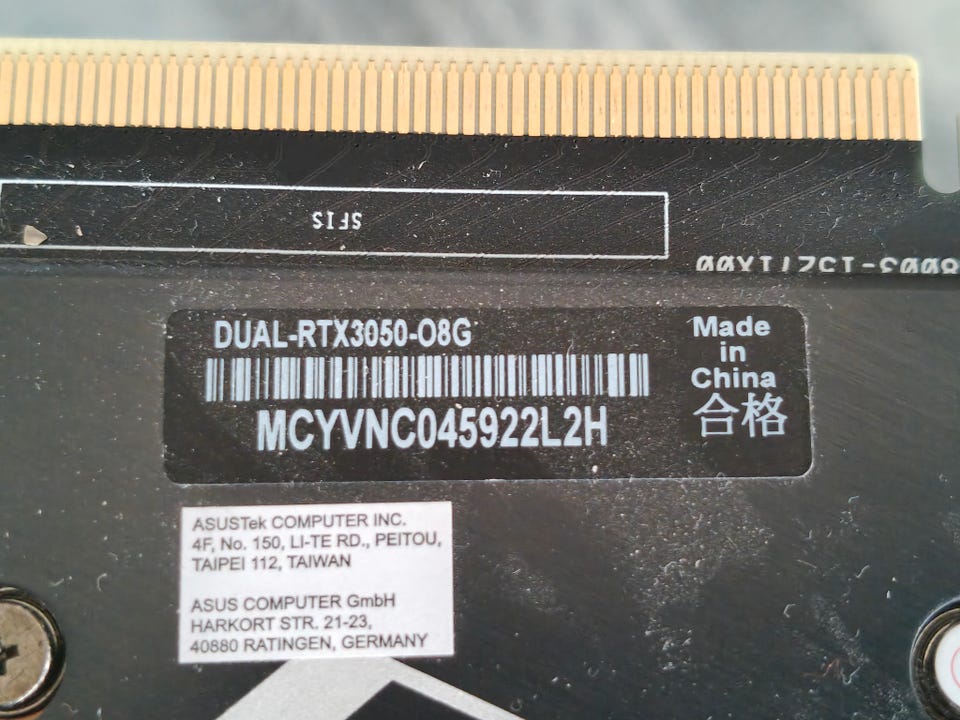 SFIS
DUAL-RTX3050-O8G
MCYVNC045922L2H
Made
in
China
合格
ASUSTek COMPUTER INC.
4F, No. 150, LI-TE RD., PEITOU,
TAIPEI 112, TAIWAN
ASUS COMPUTER GmbH
HARKORT STR. 21-23,
40880 RATINGEN, GERMANY